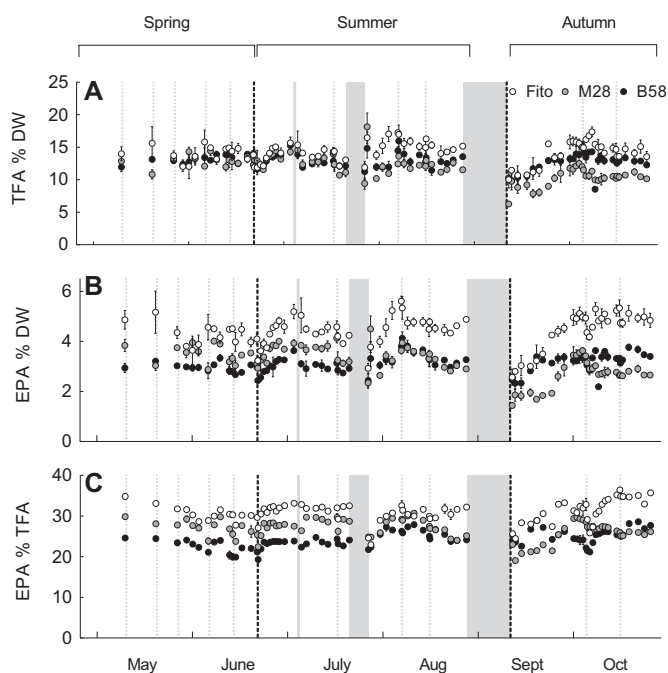 Spring Summer Autumn
A
Fito M28 B58
TFA % DW
25
20
15
10
5
0
B
EPA % DW
6
4
2
0
C
EPA % TFA
40
30
20
10
0
May June July Aug Sept Oct